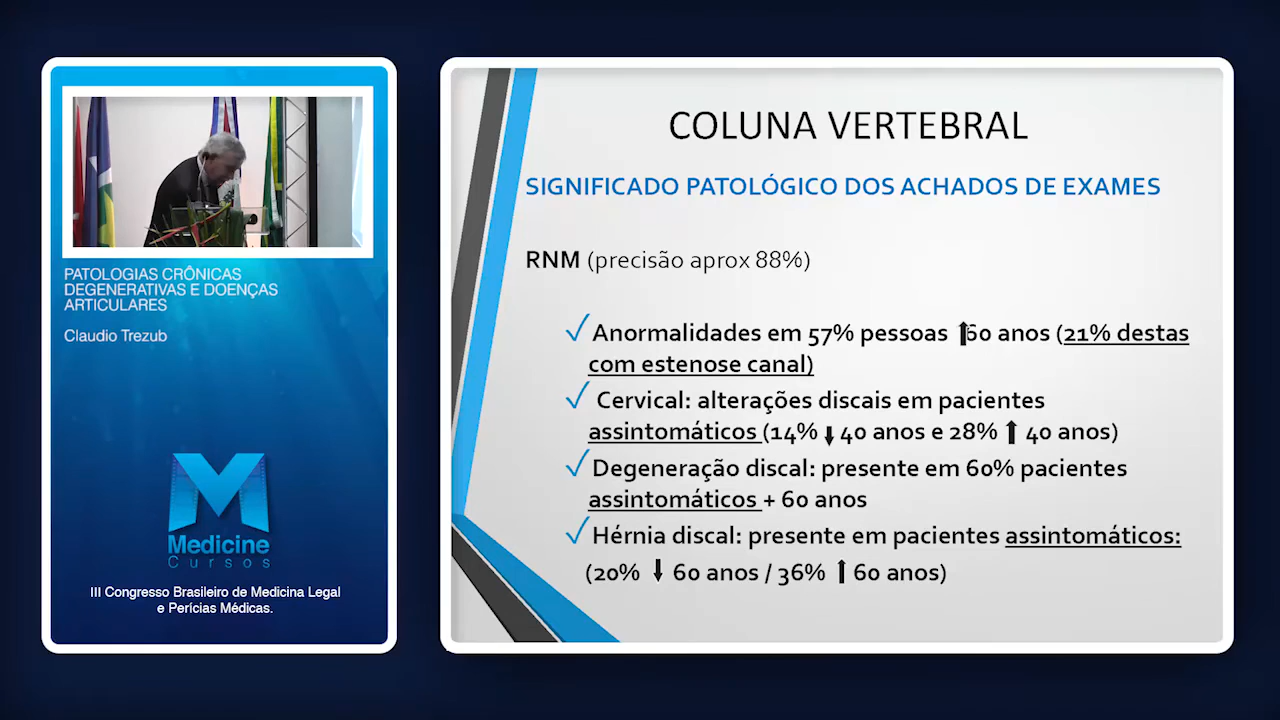 PATOLOGIAS CRÔNICAS
DEGENERATIVAS E DOENÇAS
ARTICULARES
Claudio Trezub
Medicine
Cursos
III Congresso Brasileiro de Medicina Legal
e Perícias Médicas.
COLUNA VERTEBRAL
SIGNIFICADO PATOLÓGICO DOS ACHADOS DE EXAMES
RNM (precisão aprox 88%)
✓ Anormalidades em 57% pessoas ⬆60 anos (21% destas
com estenose canal)
✓ Cervical: alterações discais em pacientes
assintomáticos (14% ⬇ 40 anos e 28% ⬆ 40 anos)
✓ Degeneração discal: presente em 60% pacientes
assintomáticos + 60 anos
✓ Hérnia discal: presente em pacientes assintomáticos:
(20% ⬇ 60 anos / 36% ⬆ 60 anos)